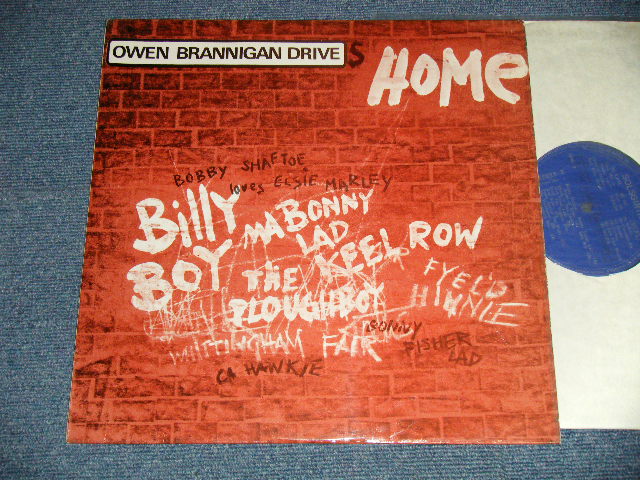 OWEN BRANNIGAN DRIVES
HOME
BOBBY SHAFTOE
loves ELSIE MARLEY
Billy
BOY
MA BONNY
LAD
KEEL ROW
THE
PLOUGHBOY
FYE L'D
HINNIE
WHITTINGHAM FAIR
BONNY
FISHER
LAD
CA HAWKIE